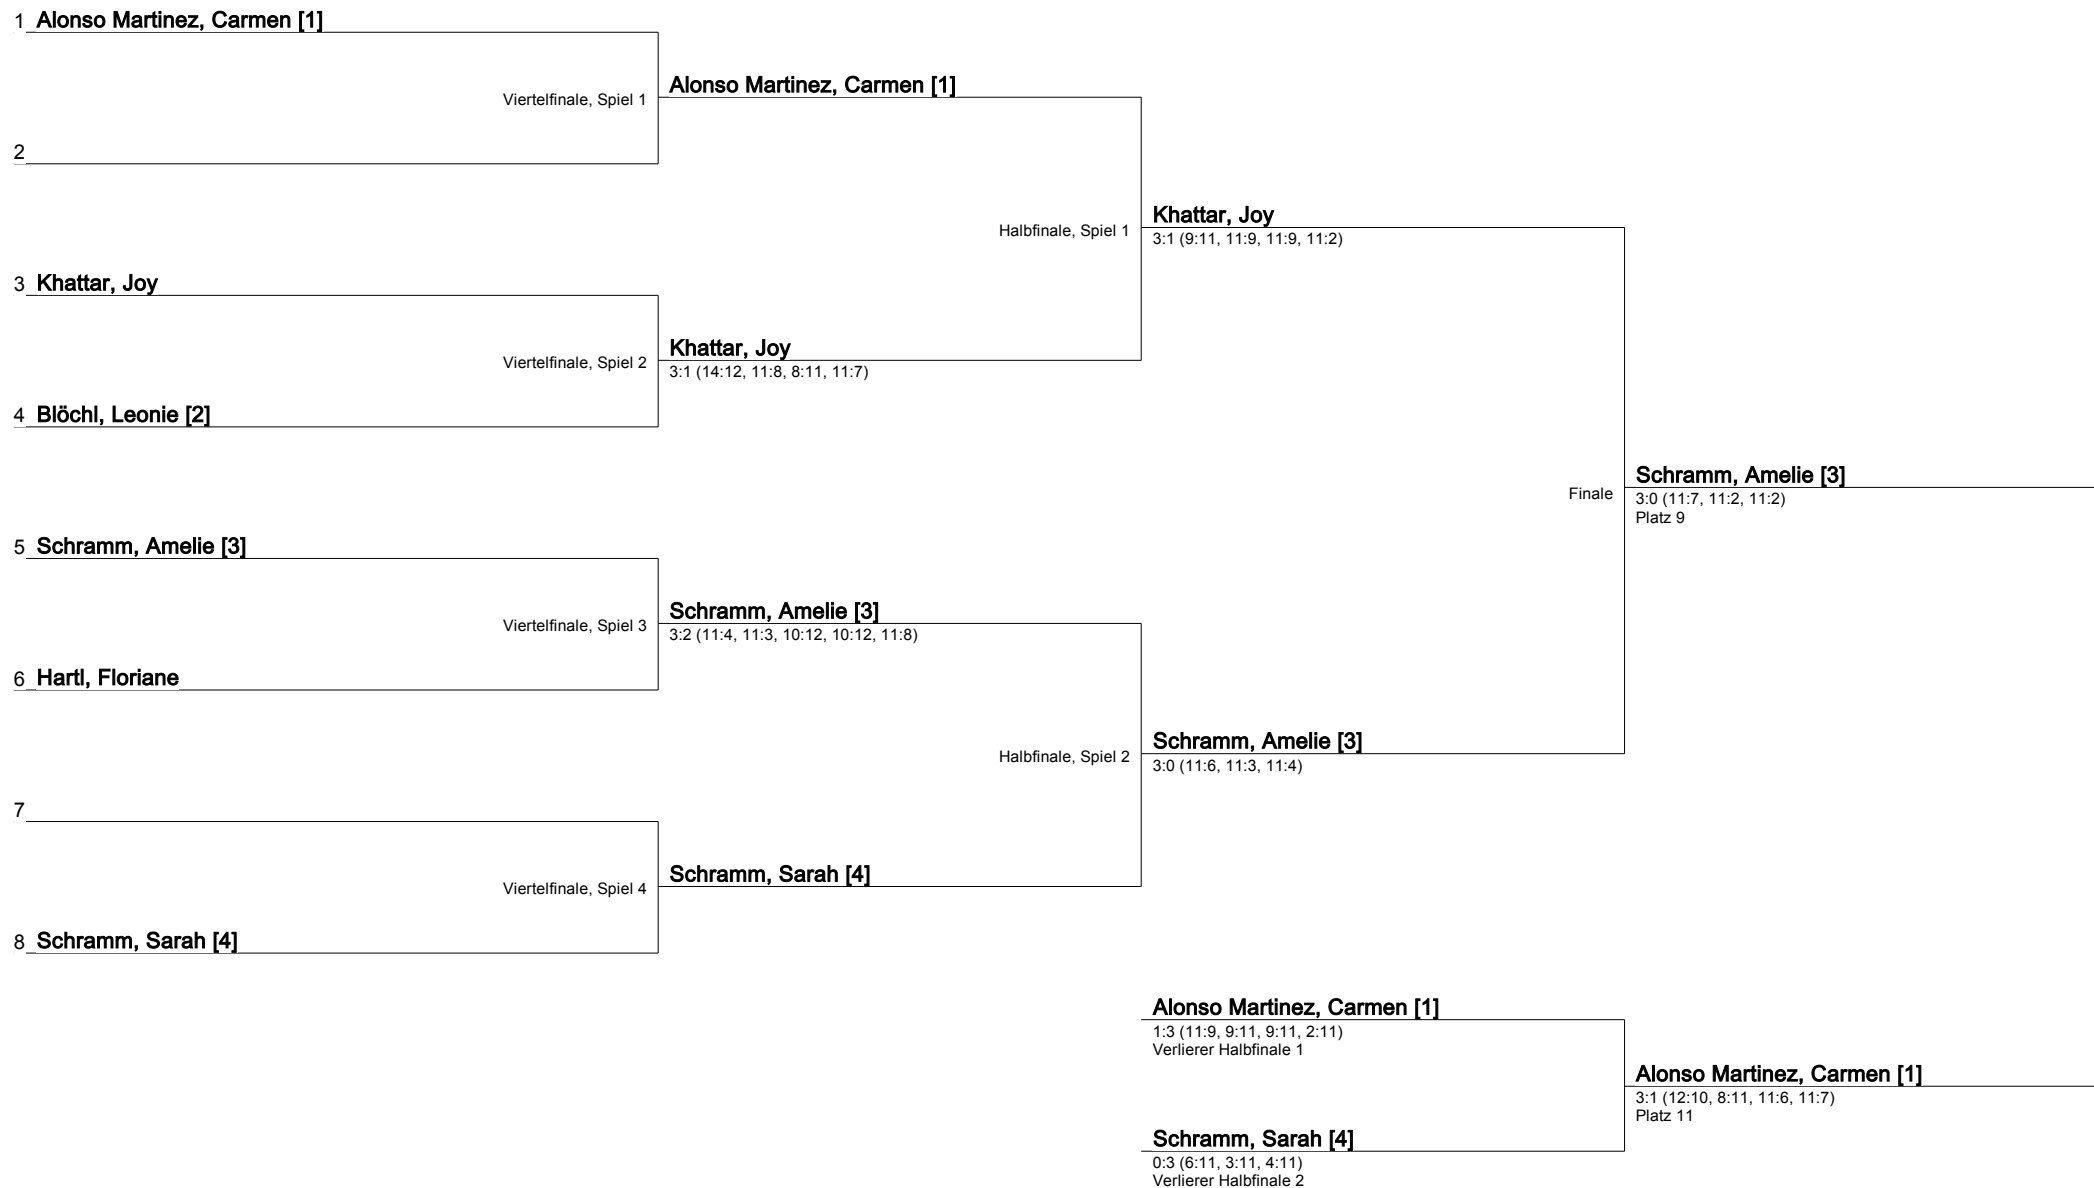 1 Alonso Martinez, Carmen [1]
Viertelfinale, Spiel 1
Alonso Martinez, Carmen [1]
2
Halbfinale, Spiel 1
Khattar, Joy
3:1 (9:11, 11:9, 11:9, 11:2)
3 Khattar, Joy
Viertelfinale, Spiel 2
Khattar, Joy
3:1 (14:12, 11:8, 8:11, 11:7)
4 Blöchl, Leonie [2]
Finale
Schramm, Amelie [3]
3:0 (11:7, 11:2, 11:2)
Platz 9
5 Schramm, Amelie [3]
Viertelfinale, Spiel 3
Schramm, Amelie [3]
3:2 (11:4, 11:3, 10:12, 10:12, 11:8)
6 Hartl, Floriane
Halbfinale, Spiel 2
Schramm, Amelie [3]
3:0 (11:6, 11:3, 11:4)
7
Viertelfinale, Spiel 4
Schramm, Sarah [4]
8 Schramm, Sarah [4]
Alonso Martinez, Carmen [1]
1:3 (11:9, 9:11, 9:11, 2:11)
Verlierer Halbfinale 1
Alonso Martinez, Carmen [1]
3:1 (12:10, 8:11, 11:6, 11:7)
Platz 11
Schramm, Sarah [4]
0:3 (6:11, 3:11, 4:11)
Verlierer Halbfinale 2